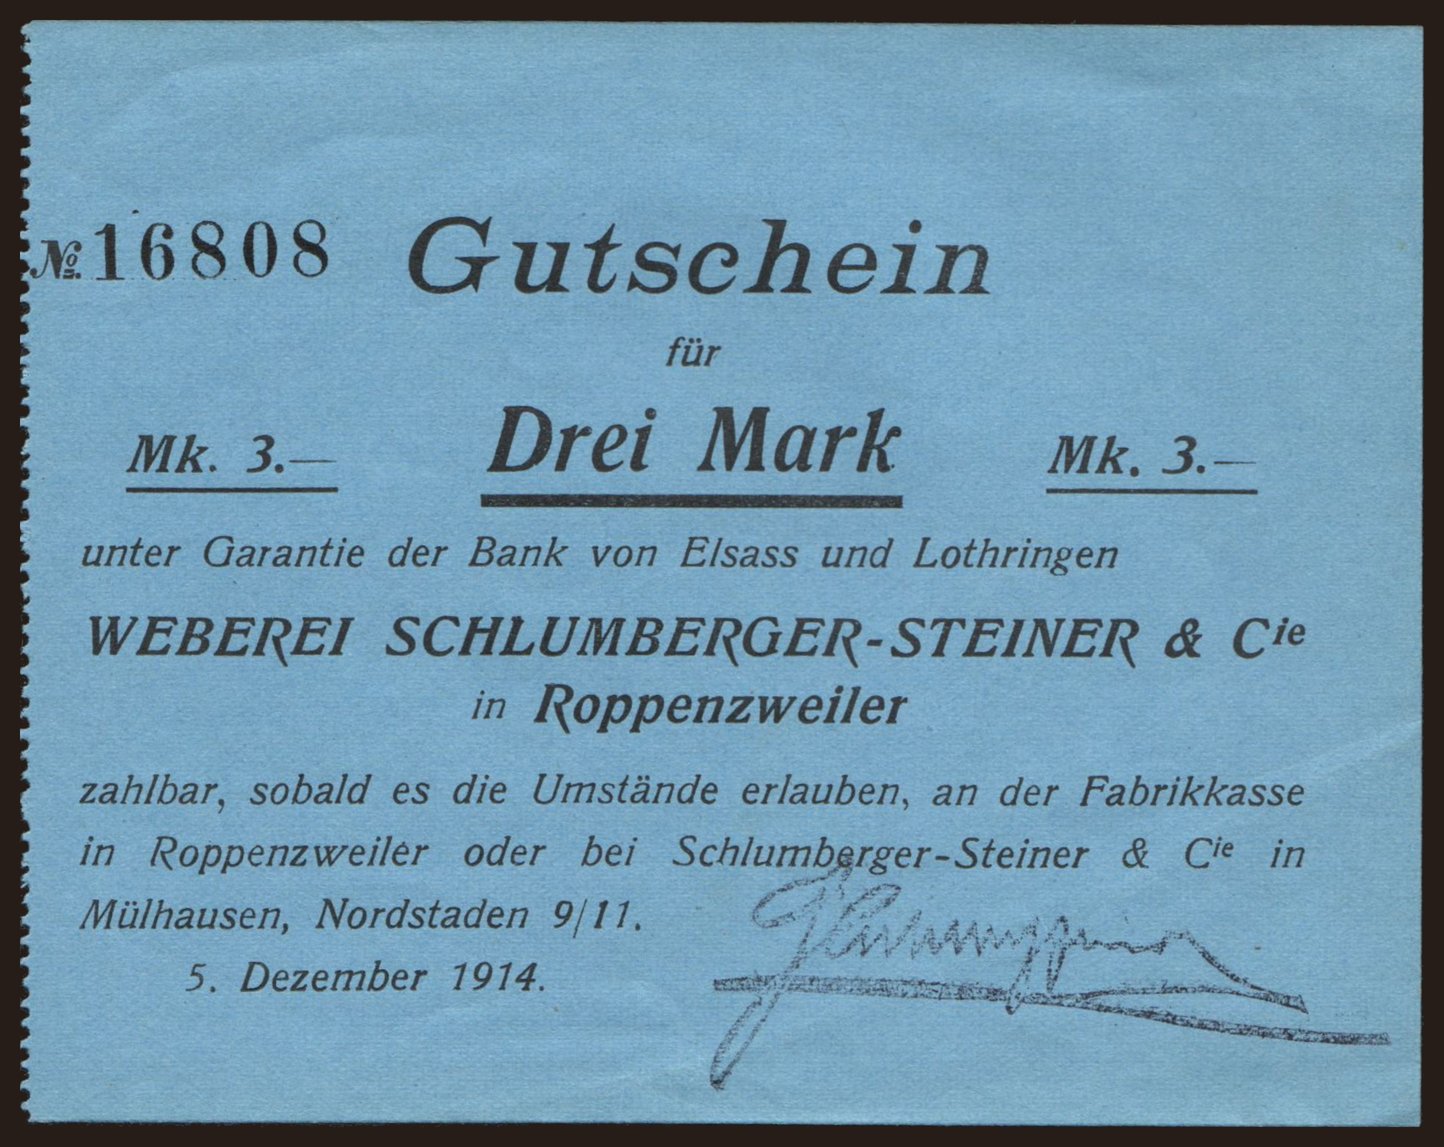 № 16808 Gutschein
für
Mk. 3.— Drei Mark Mk. 3.—
unter Garantie der Bank von Elsass und Lothringen
WEBEREI SCHLUMBERGER-STEINER & Cie
in Roppenzweiler
zahlbar, sobald es die Umstände erlauben, an der Fabrikkasse
in Roppenzweiler oder bei Schlumberger-Steiner & Cie in
Mülhausen, Nordstaden 9/11.
5. Dezember 1914.